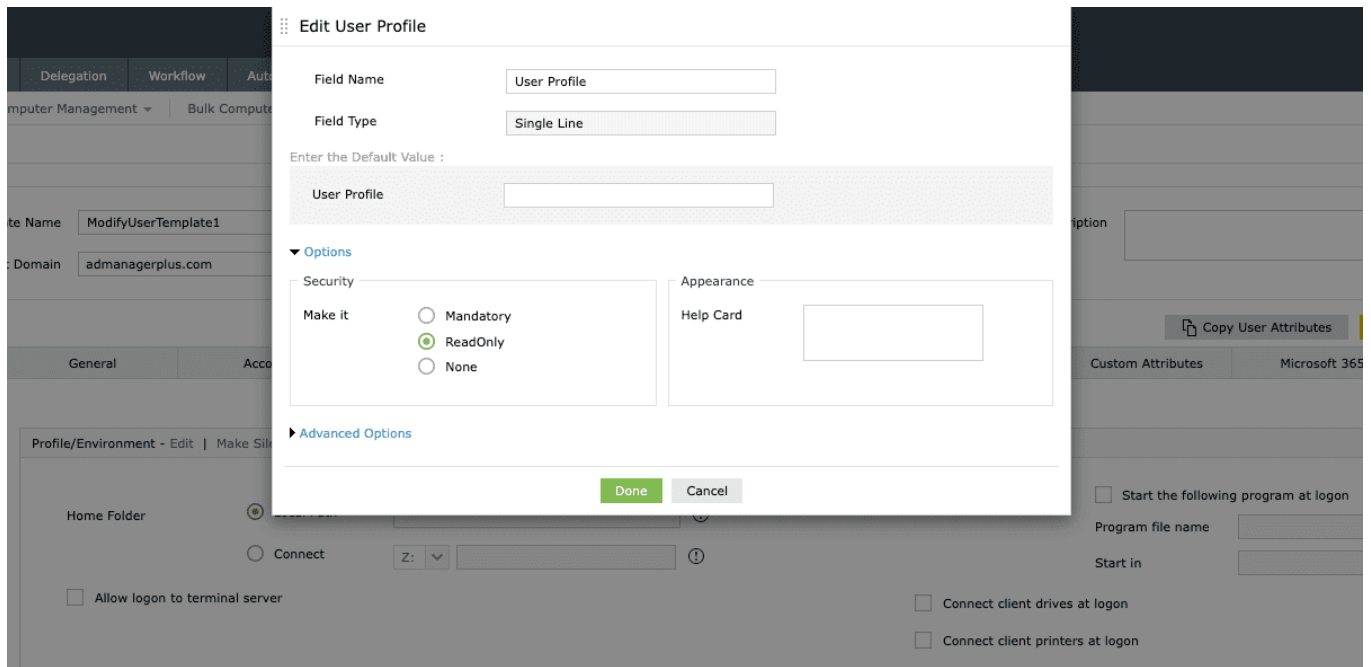 Edit User Profile
Delegation Workflow Auto
Field Name User Profile
mputer Management Bulk Compute
Field Type Single Line
Enter the Default Value :
User Profile
te Name ModifyUserTemplate1 ription
Options
t Domain admanagerplus.com
Security Appearance
Make it Mandatory Help Card
Copy User Attributes
ReadOnly
General Acco None Custom Attributes Microsoft 365
Advanced Options
Profile/Environment - Edit | Make Sile
Done Cancel
Start the following program at logon
Home Folder
Program file name
Connect Z:
Start in
Allow logon to terminal server
Connect client drives at logon
Connect client printers at logon